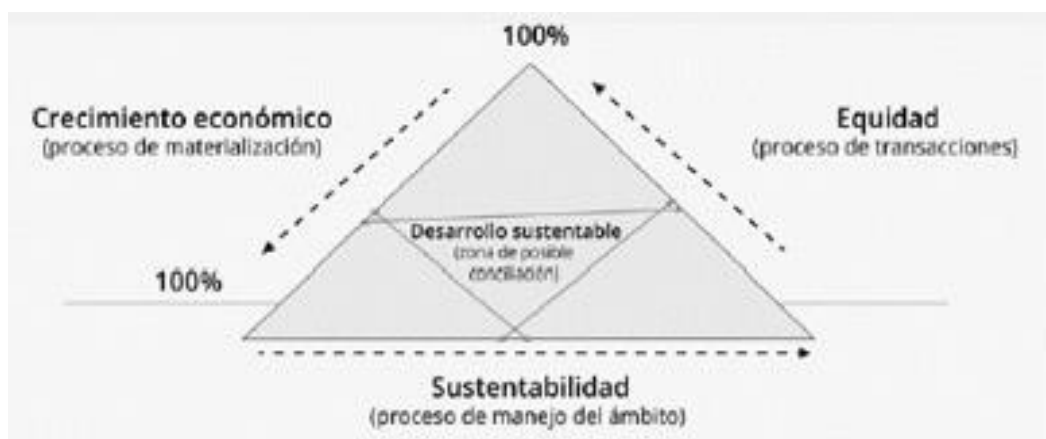 100%
Crecimiento económico
(proceso de materialización)
Equidad
(proceso de transacciones)
Desarrollo sustentable
(zona de posible
conciliación)
100%
Sustentabilidad
(proceso de manejo del ámbito)